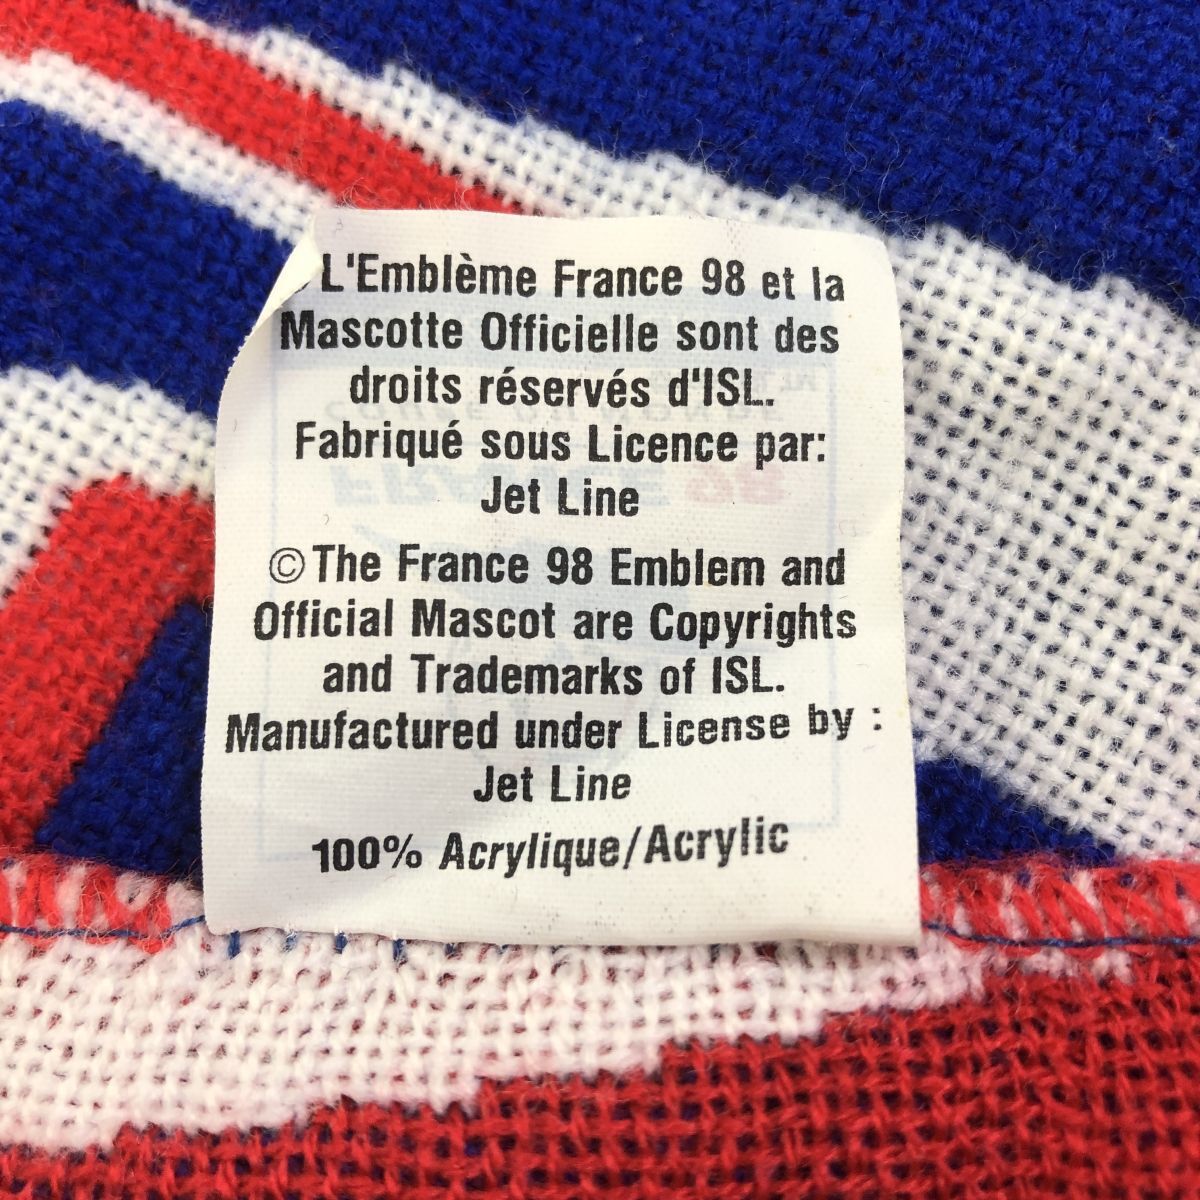 L'Emblème France 98 et la
Mascotte Officielle sont des
droits réservés d'ISL.
Fabriqué sous Licence par:
Jet Line
© The France 98 Emblem and
Official Mascot are Copyrights
and Trademarks of ISL.
Manufactured under License by :
Jet Line
100% Acrylique/Acrylic